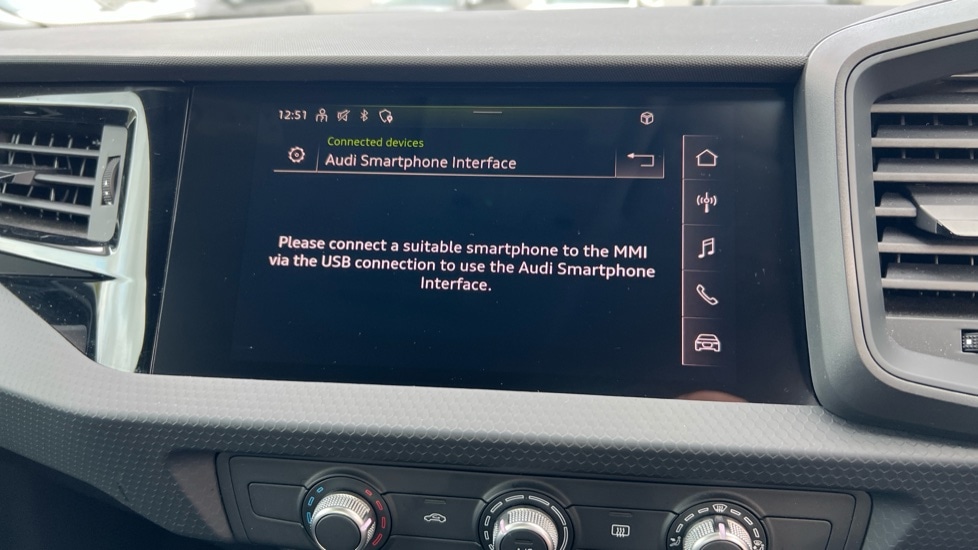 12:51
Connected devices
Audi Smartphone Interface
Please connect a suitable smartphone to the MMI
via the USB connection to use the Audi Smartphone
Interface.